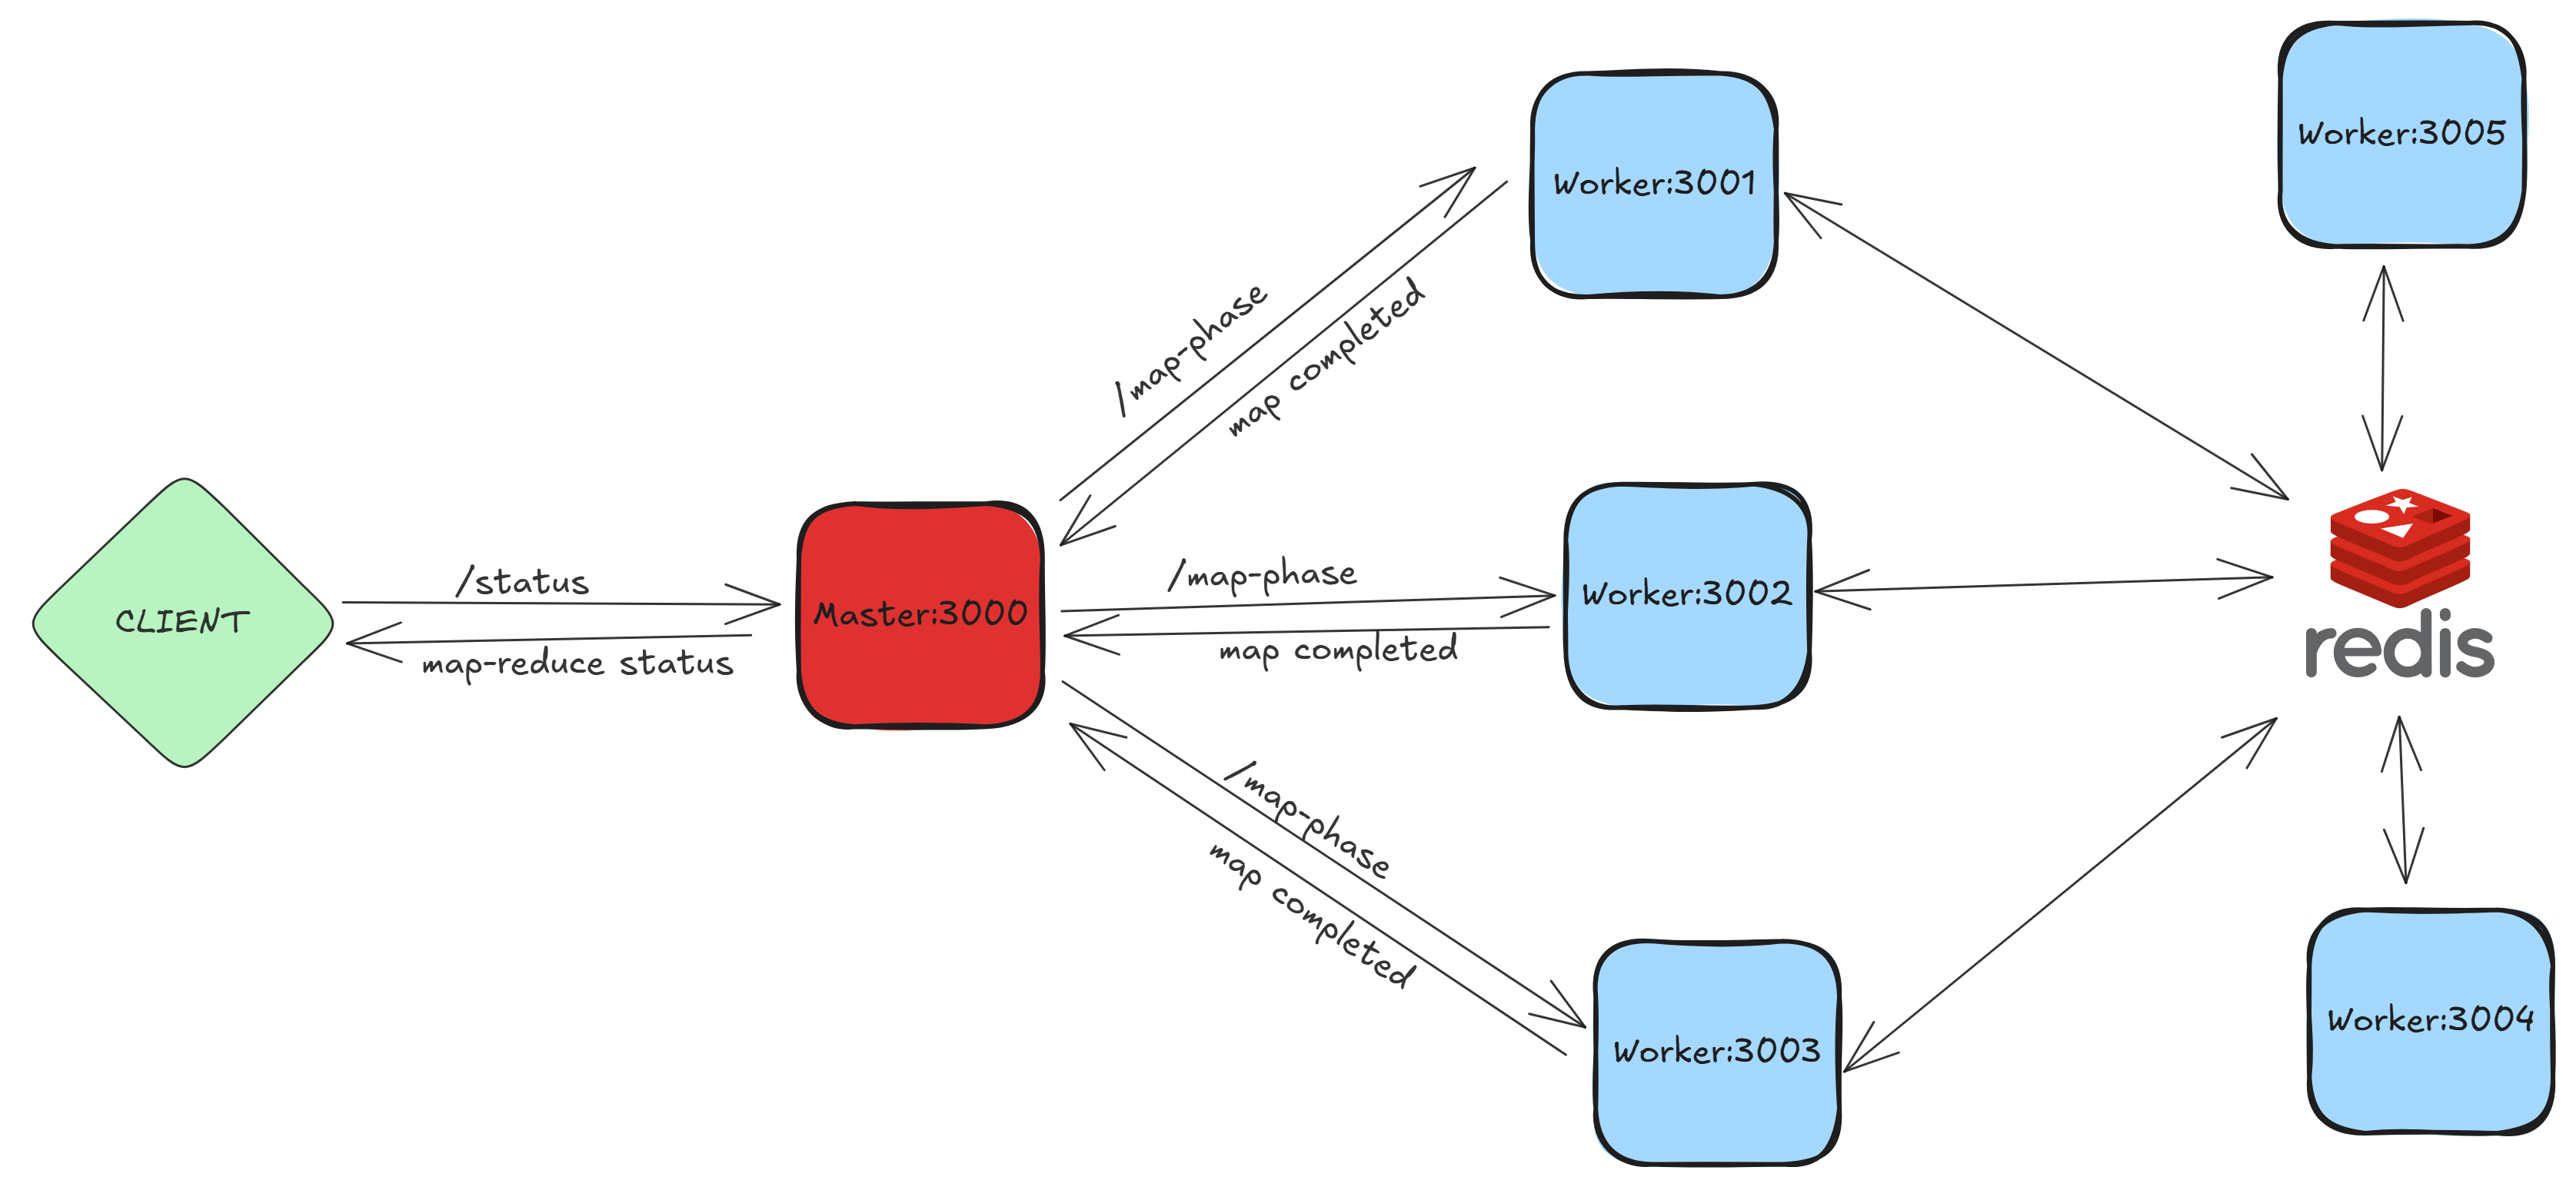 Worker:3005
Worker:3001
/map-phase
map completed
CLIENT
/status
map-reduce status
Master:3000
/map-phase
map completed
Worker:3002
redis
/map-phase
map completed
Worker:3003
Worker:3004